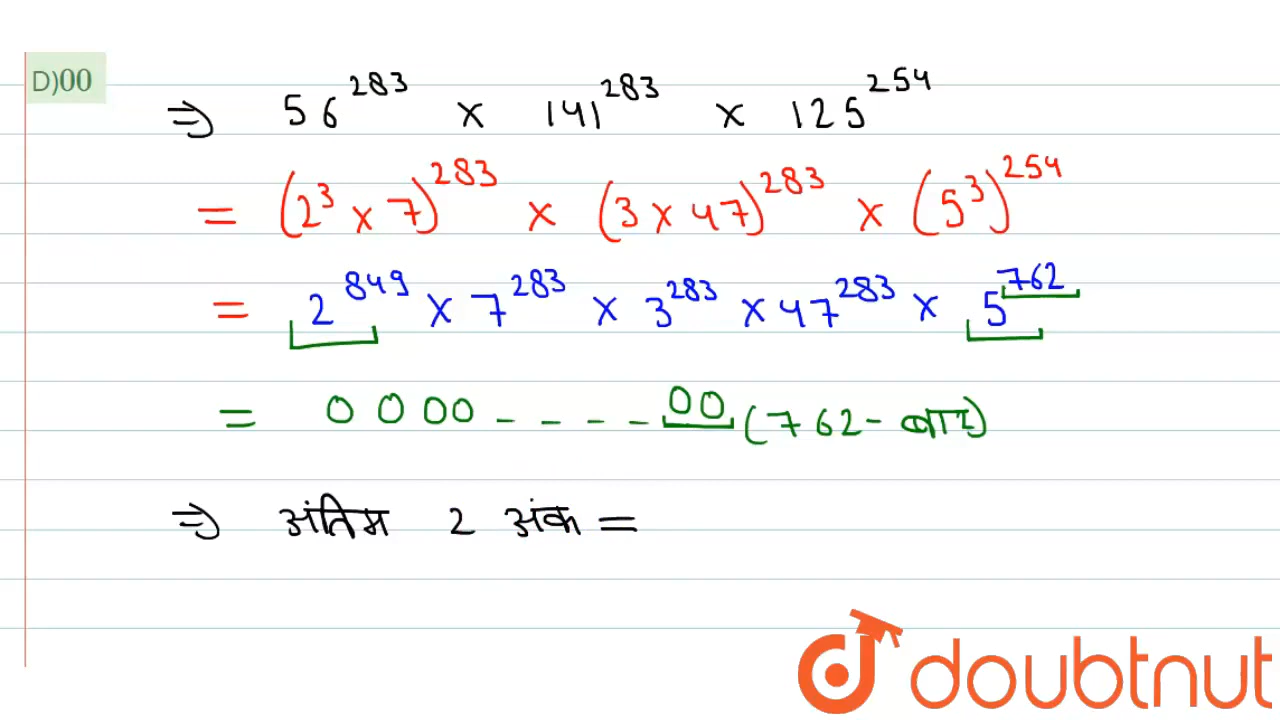 D)00
⇒ 56^283 × 141^283 × 125^254
= (2^3 × 7)^283 × (3 × 47)^283 × (5^3)^254
= 2^849 × 7^283 × 3^283 × 47^283 × 5^762
= 0 0 00 - - - - 00 (762- बार)
⇒ अंतिम 2 अंक =
doubtnut